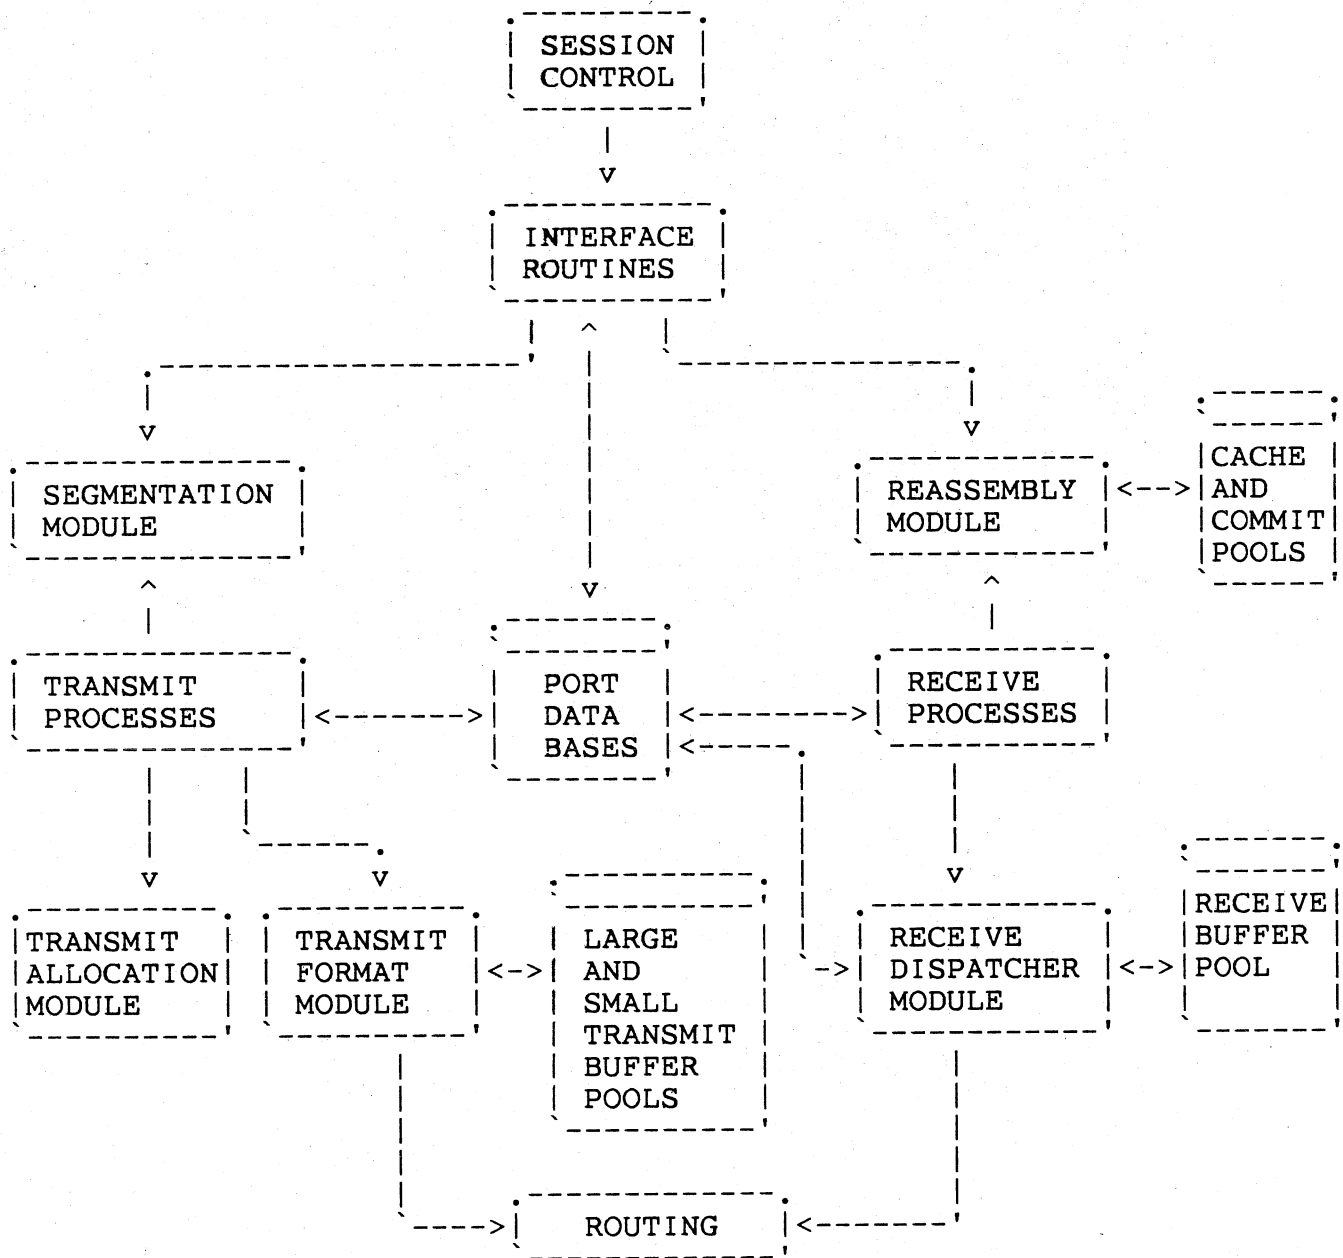 SESSION
CONTROL
INTERFACE
ROUTINES
SEGMENTATION
MODULE
REASSEMBLY
MODULE
CACHE
AND
COMMIT
POOLS
TRANSMIT
PROCESSES
PORT
DATA
BASES
RECEIVE
PROCESSES
TRANSMIT
ALLOCATION
MODULE
TRANSMIT
FORMAT
MODULE
LARGE
AND
SMALL
TRANSMIT
BUFFER
POOLS
RECEIVE
DISPATCHER
MODULE
RECEIVE
BUFFER
POOL
ROUTING